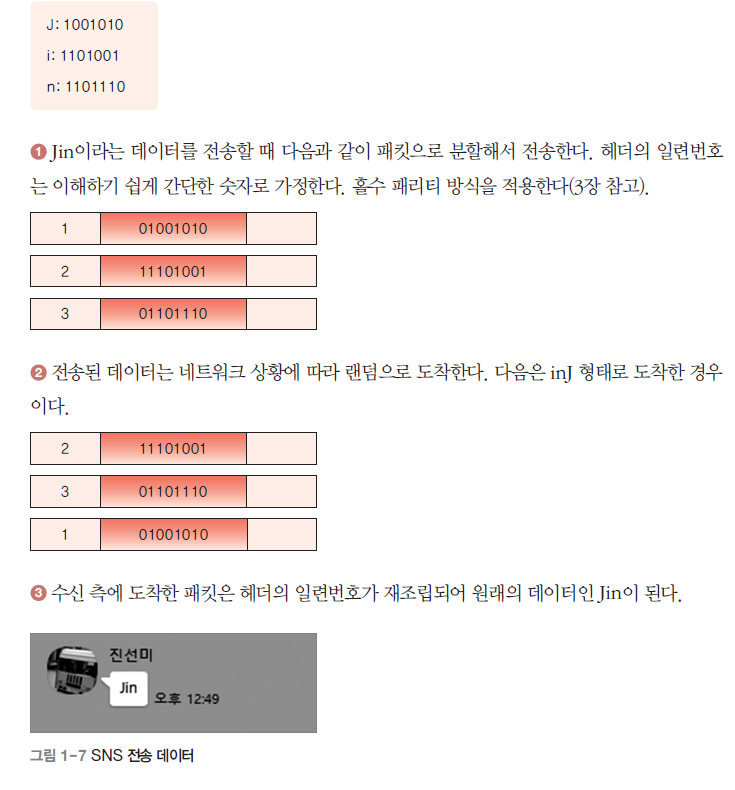 J: 1001010
i: 1101001
n: 1101110
❶ Jin이라는 데이터를 전송할 때 다음과 같이 패킷으로 분할해서 전송한다. 헤더의 일련번호
는 이해하기 쉽게 간단한 숫자로 가정한다. 홀수 패리티 방식을 적용한다(3장 참고).
1 01001010
2 11101001
3 01101110
❷ 전송된 데이터는 네트워크 상황에 따라 랜덤으로 도착한다. 다음은 inJ 형태로 도착한 경우
이다.
2 11101001
3 01101110
1 01001010
❸ 수신 측에 도착한 패킷은 헤더의 일련번호가 재조립되어 원래의 데이터인 Jin이 된다.
진선미
Jin 오후 12:49
그림 1-7 SNS 전송 데이터